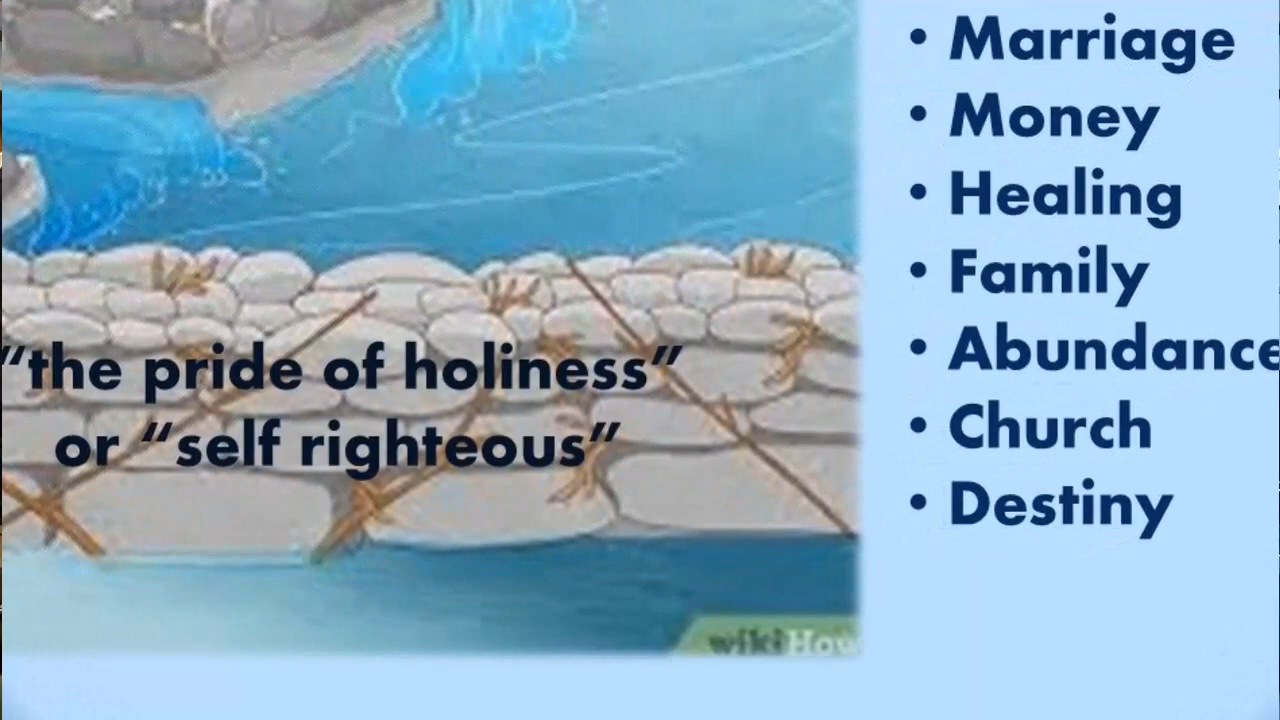 “the pride of holiness”
or “self righteous”
wikiHow
• Marriage
• Money
• Healing
• Family
• Abundance
• Church
• Destiny